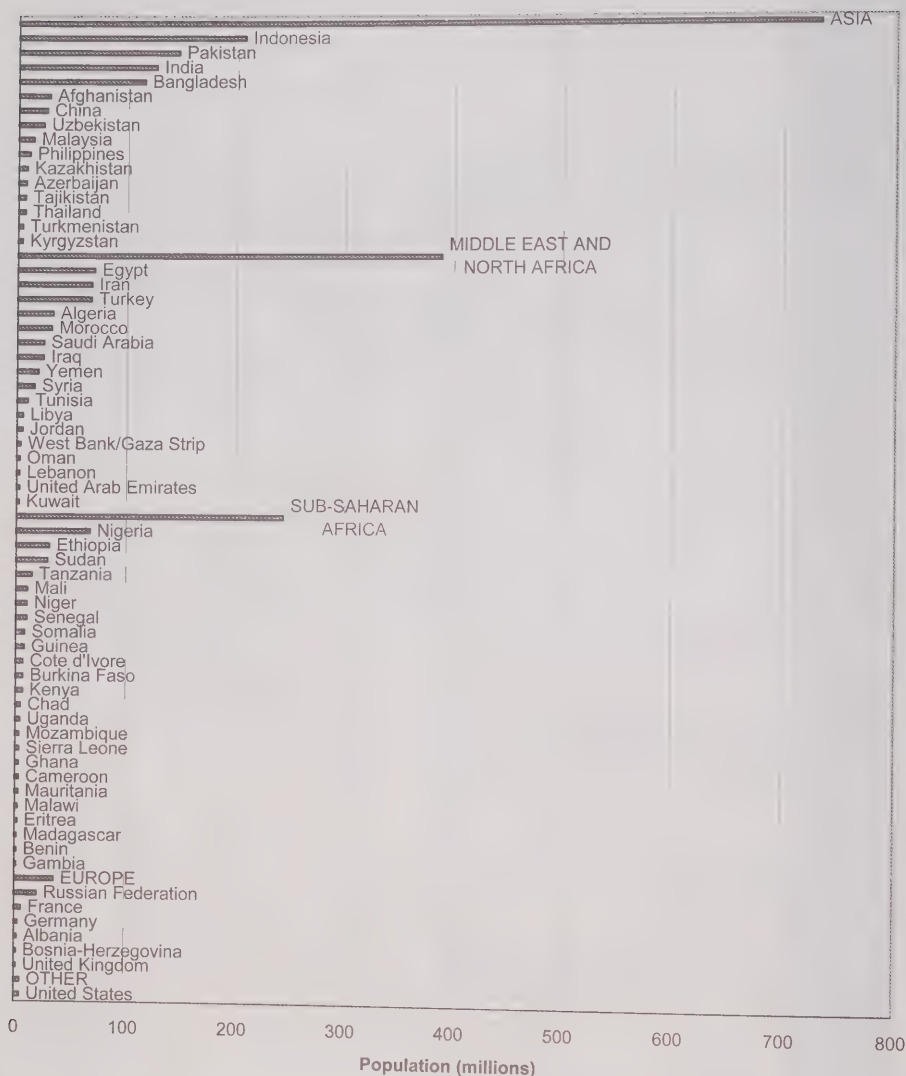 ASIA
Indonesia
Pakistan
India
Bangladesh
Afghanistan
China
Uzbekistan
Malaysia
Philippines
Kazakhistan
Azerbaijan
Tajikistan
Thailand
Turkmenistan
Kyrgyzstan
MIDDLE EAST AND
NORTH AFRICA
Egypt
Iran
Turkey
Algeria
Morocco
Saudi Arabia
Iraq
Yemen
Syria
Tunisia
Libya
Jordan
West Bank/Gaza Strip
Oman
Lebanon
United Arab Emirates
Kuwait
SUB-SAHARAN
AFRICA
Nigeria
Ethiopia
Sudan
Tanzania
Mali
Niger
Senegal
Somalia
Guinea
Cote d'Ivore
Burkina Faso
Kenya
Chad
Uganda
Mozambique
Sierra Leone
Ghana
Cameroon
Mauritania
Malawi
Eritrea
Madagascar
Benin
Gambia
EUROPE
Russian Federation
France
Germany
Albania
Bosnia-Herzegovina
United Kingdom
OTHER
United States
0 100 200 300 400 500 600 700 800
Population (millions)